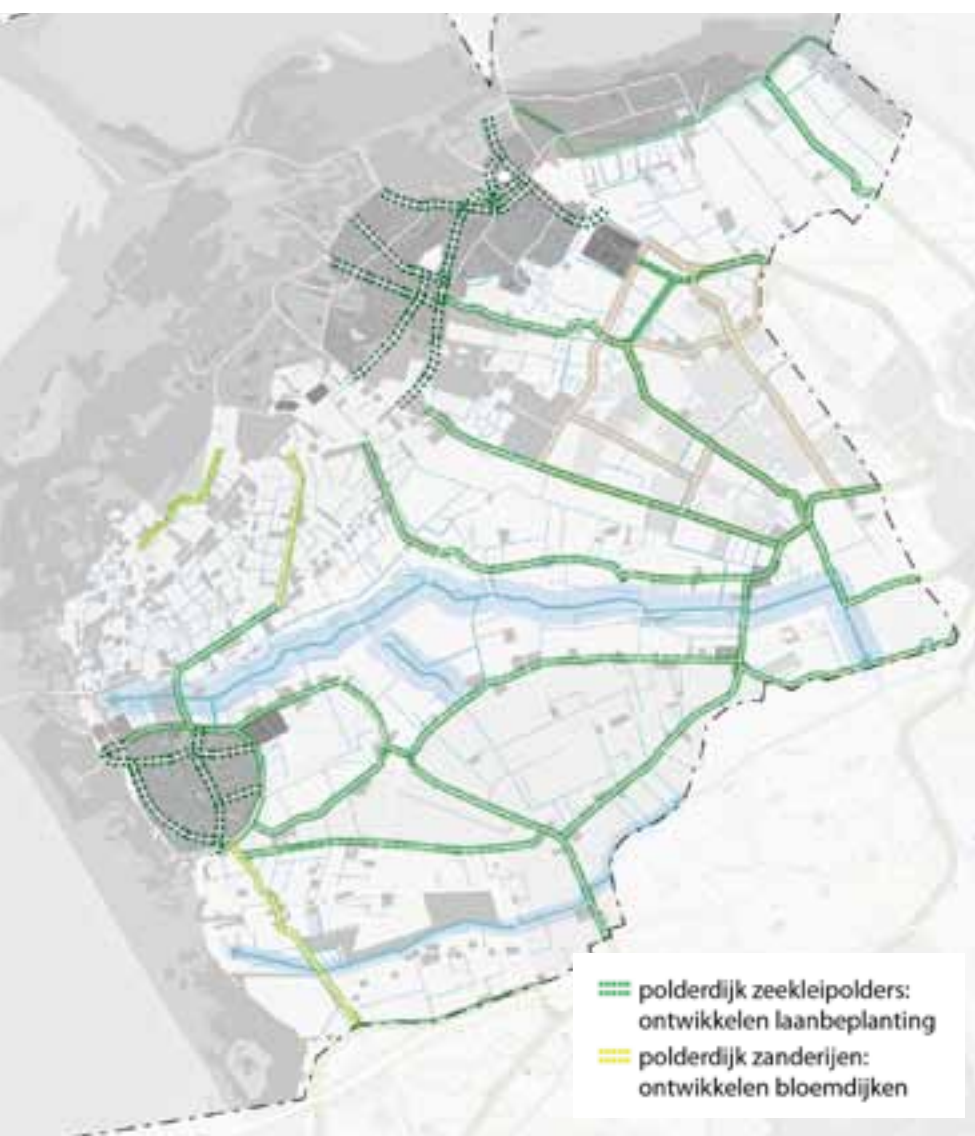 polderdijk zeekleipolders:
ontwikkelen laanbeplanting
polderdijk zanderijen:
ontwikkelen bloemdijken